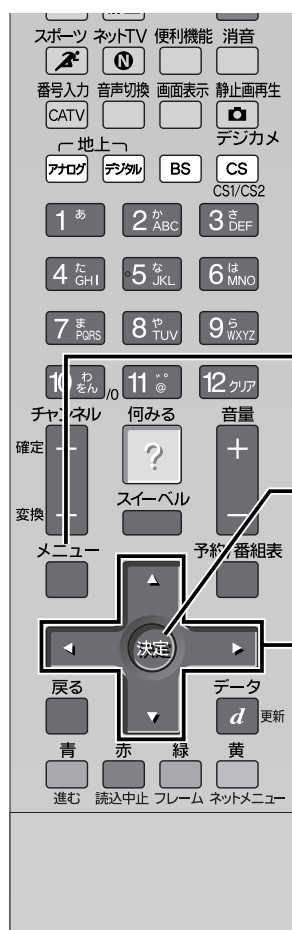 スポーツ ネットTV 便利機能 消音
N
番号入力 音声切換 画面表示 静止画再生
CATV
デジカメ
地上
アナログ デジタル BS CS
CS1/CS2
1 あ 2 か ABC 3 さ DEF
4 た GHI 5 な JKL 6 は MNO
7 ま PQRS 8 や TUV 9 ら WXYZ
10 わをん /0 11 ゛゜ @ 12 クリア
チャンネル 何みる 音量
確定 + ? +
変換 - スイーベル -
メニュー 予約/番組表
決定
戻る データ
d 更新
青 赤 緑 黄
進む 読込中止 フレーム ネットメニュー